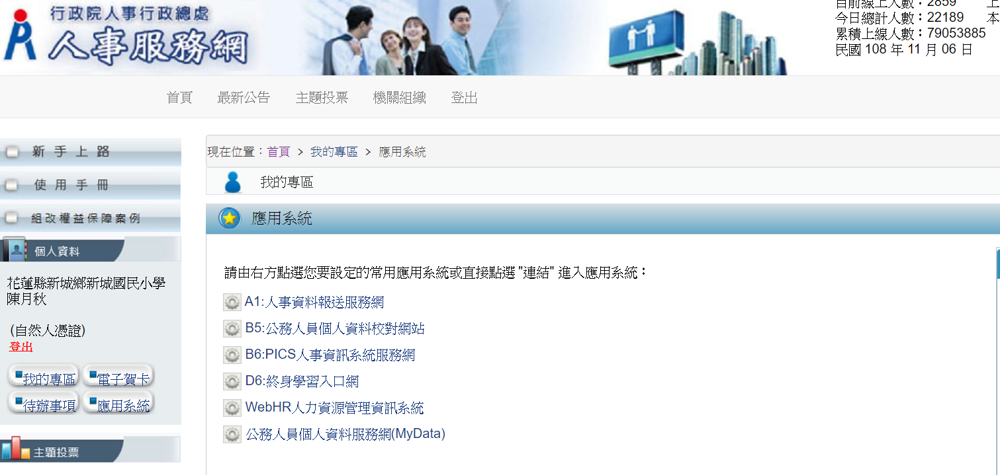 行政院人事行政總處
人事服務網
目前線上人數：2859
今日總計人數：22189
累積上線人數：79053885
民國 108 年 11 月 06 日
首頁 最新公告 主題投票 機關組織 登出
新手上路
使用手冊
組改權益保障案例
個人資料
花蓮縣新城鄉新城國民小學
陳月秋
(自然人憑證)
登出
我的專區 電子賀卡
待辦事項 應用系統
主題投票
現在位置：首頁 > 我的專區 > 應用系統
我的專區
應用系統
請由右方點選您要設定的常用應用系統或直接點選 "連結" 進入應用系統：
A1:人事資料報送服務網
B5:公務人員個人資料校對網站
B6:PICS人事資訊系統服務網
D6:終身學習入口網
WebHR人力資源管理資訊系統
公務人員個人資料服務網(MyData)